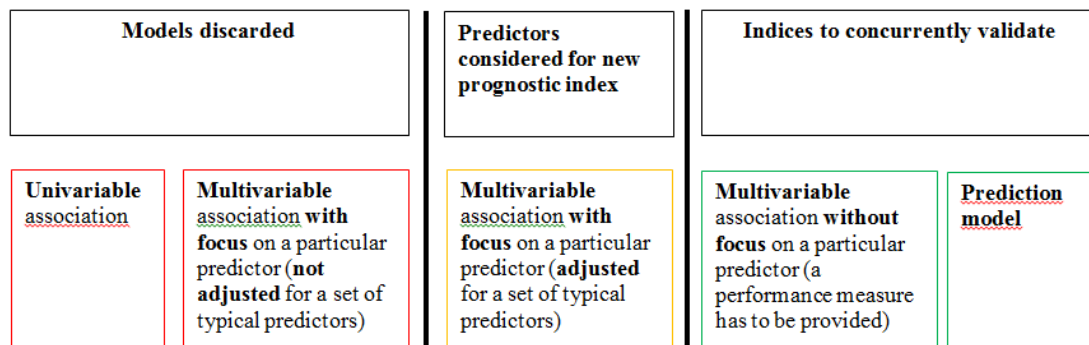 Models discarded
Predictors
considered for new
prognostic index
Indices to concurrently validate
Univariable
association
Multivariable
association with
focus on a particular
predictor (not
adjusted for a set of
typical predictors)
Multivariable
association with
focus on a particular
predictor (adjusted
for a set of typical
predictors)
Multivariable
association without
focus on a particular
predictor (a
performance measure
has to be provided)
Prediction
model